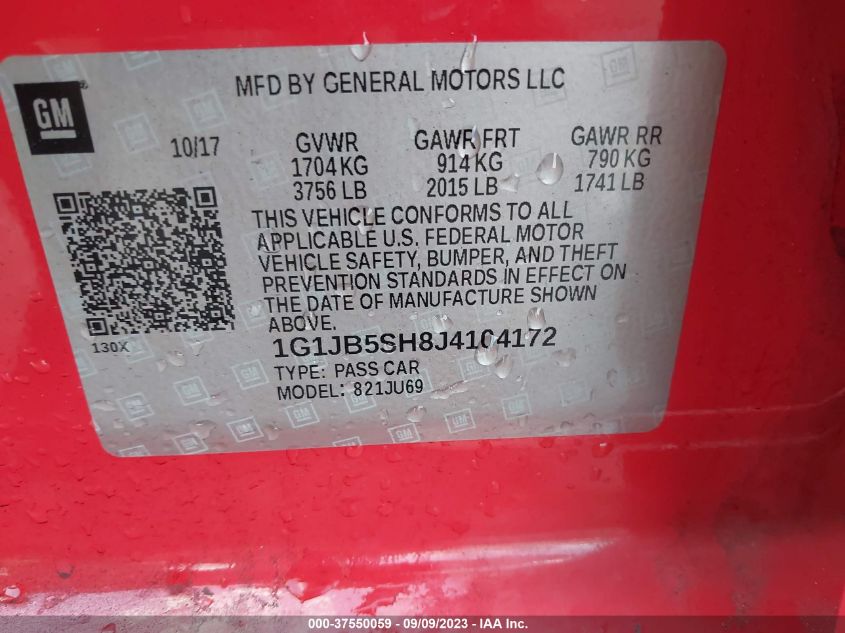 MFD BY GENERAL MOTORS LLC
GM
10/17
GVWR
1704 KG
3756 LB
GAWR FRT
914 KG
2015 LB
GAWR RR
790 KG
1741 LB
THIS VEHICLE CONFORMS TO ALL
APPLICABLE U.S. FEDERAL MOTOR
VEHICLE SAFETY, BUMPER, AND THEFT
PREVENTION STANDARDS IN EFFECT ON
THE DATE OF MANUFACTURE SHOWN
ABOVE.
130X
1G1JB5SH8J4104172
TYPE: PASS CAR
MODEL: 821JU69
000-37550059 - 09/09/2023 - IAA Inc.